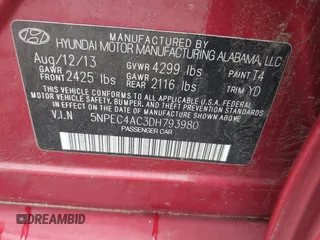 HYUNDAI MOTOR MANUFACTURING ALABAMA, LLC
Aug/12/13 GVWR 4299 lbs PAINT T4
GAWR FRONT 2425 lbs GAWR REAR 2116 lbs TRIM YD
THIS VEHICLE CONFORMS TO ALL APPLICABLE FEDERAL MOTOR VEHICLE SAFETY, BUMPER, AND THEFT PREVENTION STANDARDS IN EFFECT ON THE DATE OF MANUFACTURE SHOWN ABOVE.
V.I.N 5NPEC4AC3DH793980
PASSENGER CAR
DREAMBID